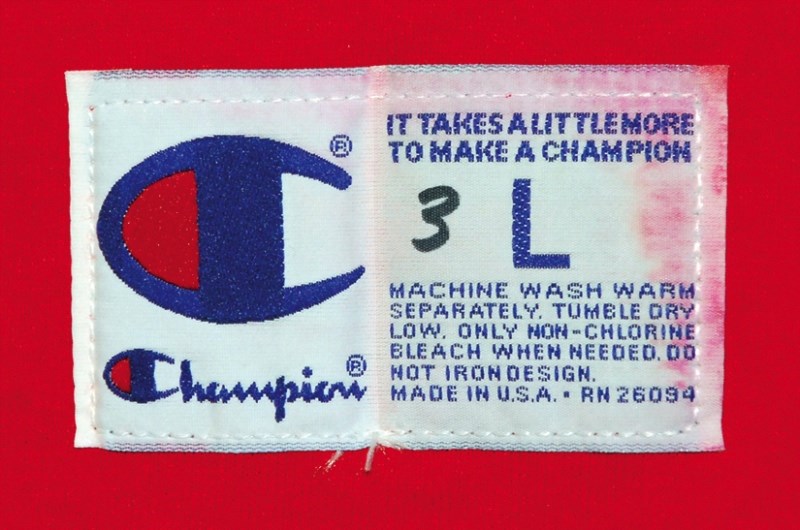 ®
Champion®
IT TAKES A LITTLE MORE
TO MAKE A CHAMPION
3 L
MACHINE WASH WARM
SEPARATELY. TUMBLE DRY
LOW. ONLY NON-CHLORINE
BLEACH WHEN NEEDED. DO
NOT IRON DESIGN.
MADE IN U.S.A. • RN 26094